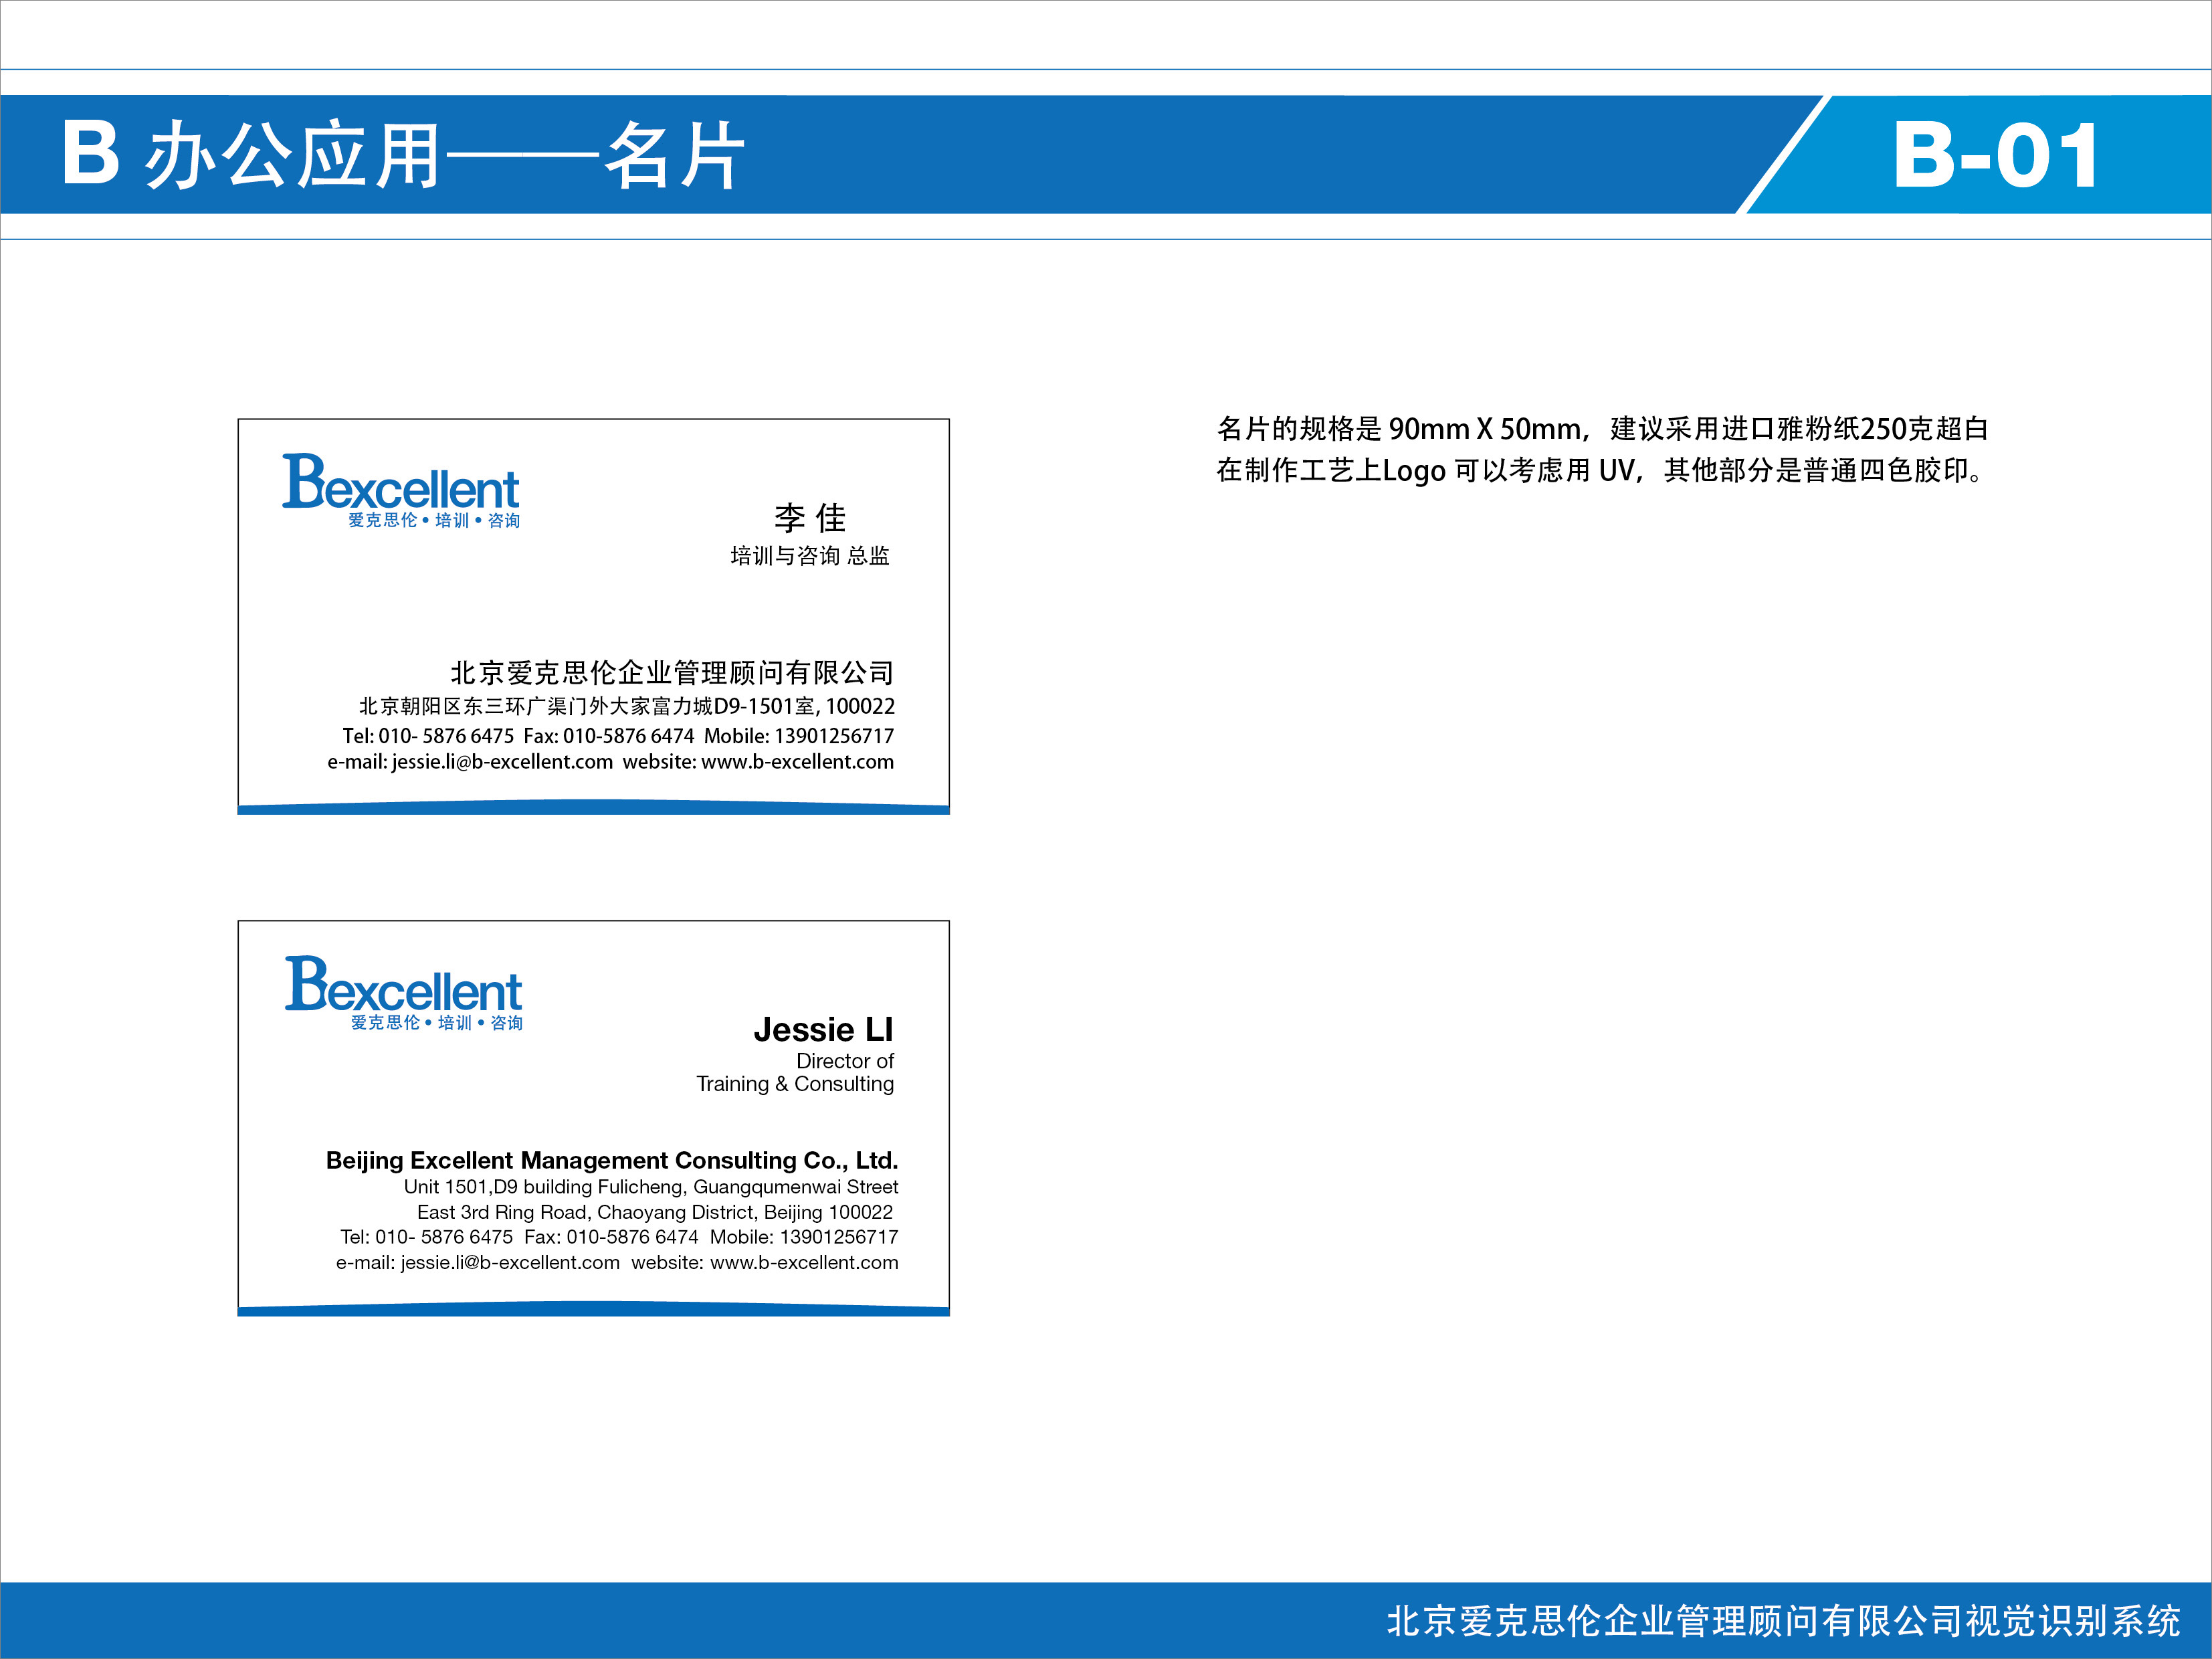 B 办公应用——名片
B-01
Bexcellent
爱克思伦•培训•咨询
李 佳
培训与咨询 总监
北京爱克思伦企业管理顾问有限公司
北京朝阳区东三环广渠门外大家富力城D9-1501室, 100022
Tel: 010- 5876 6475  Fax: 010-5876 6474  Mobile: 13901256717
e-mail: jessie.li@b-excellent.com  website: www.b-excellent.com
名片的规格是 90mm X 50mm，建议采用进口雅粉纸250克超白
在制作工艺上Logo 可以考虑用 UV，其他部分是普通四色胶印。
Bexcellent
爱克思伦•培训•咨询
Jessie LI
Director of
Training & Consulting
Beijing Excellent Management Consulting Co., Ltd.
Unit 1501,D9 building Fulicheng, Guangqumenwai Street
East 3rd Ring Road, Chaoyang District, Beijing 100022
Tel: 010- 5876 6475  Fax: 010-5876 6474  Mobile: 13901256717
e-mail: jessie.li@b-excellent.com  website: www.b-excellent.com
北京爱克思伦企业管理顾问有限公司视觉识别系统